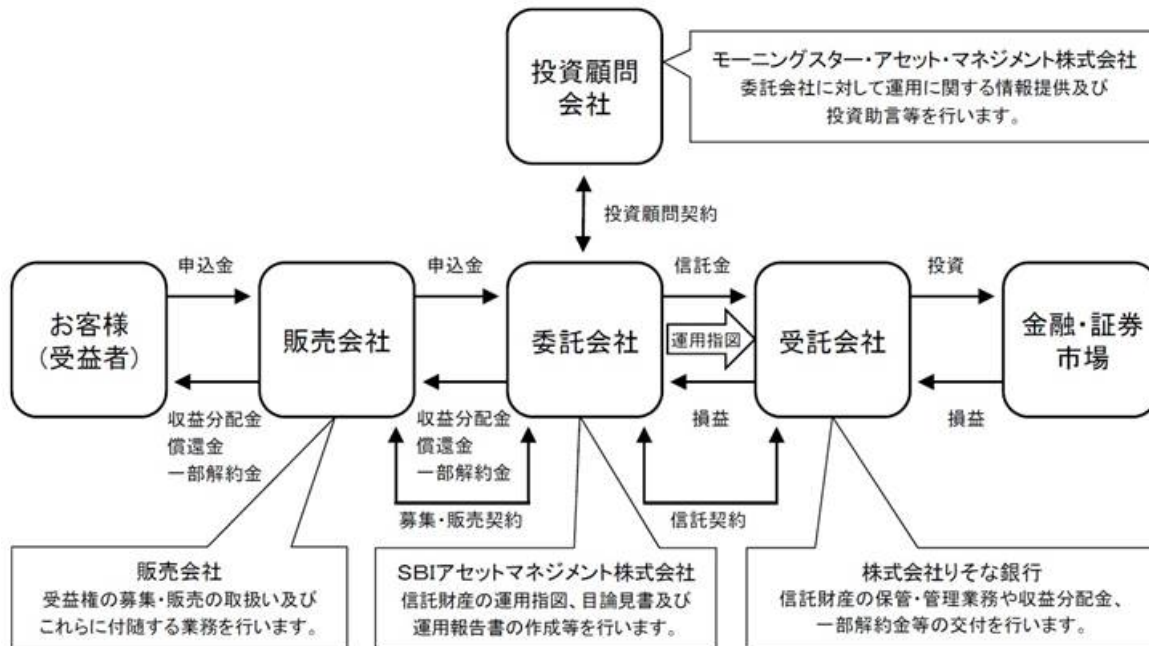 投資顧問
会社
モーニングスター・アセット・マネジメント株式会社
委託会社に対して運用に関する情報提供及び
投資助言等を行います。
投資顧問契約
申込金
申込金
信託金
投資
お客様
(受益者)
販売会社
委託会社
運用指図
受託会社
金融・証券
市場
収益分配金
償還金
一部解約金
収益分配金
償還金
一部解約金
損益
損益
募集・販売契約
信託契約
販売会社
受益権の募集・販売の取扱い及び
これらに付随する業務を行います。
SBIアセットマネジメント株式会社
信託財産の運用指図、目論見書及び
運用報告書の作成等を行います。
株式会社りそな銀行
信託財産の保管・管理業務や収益分配金、
一部解約金等の交付を行います。